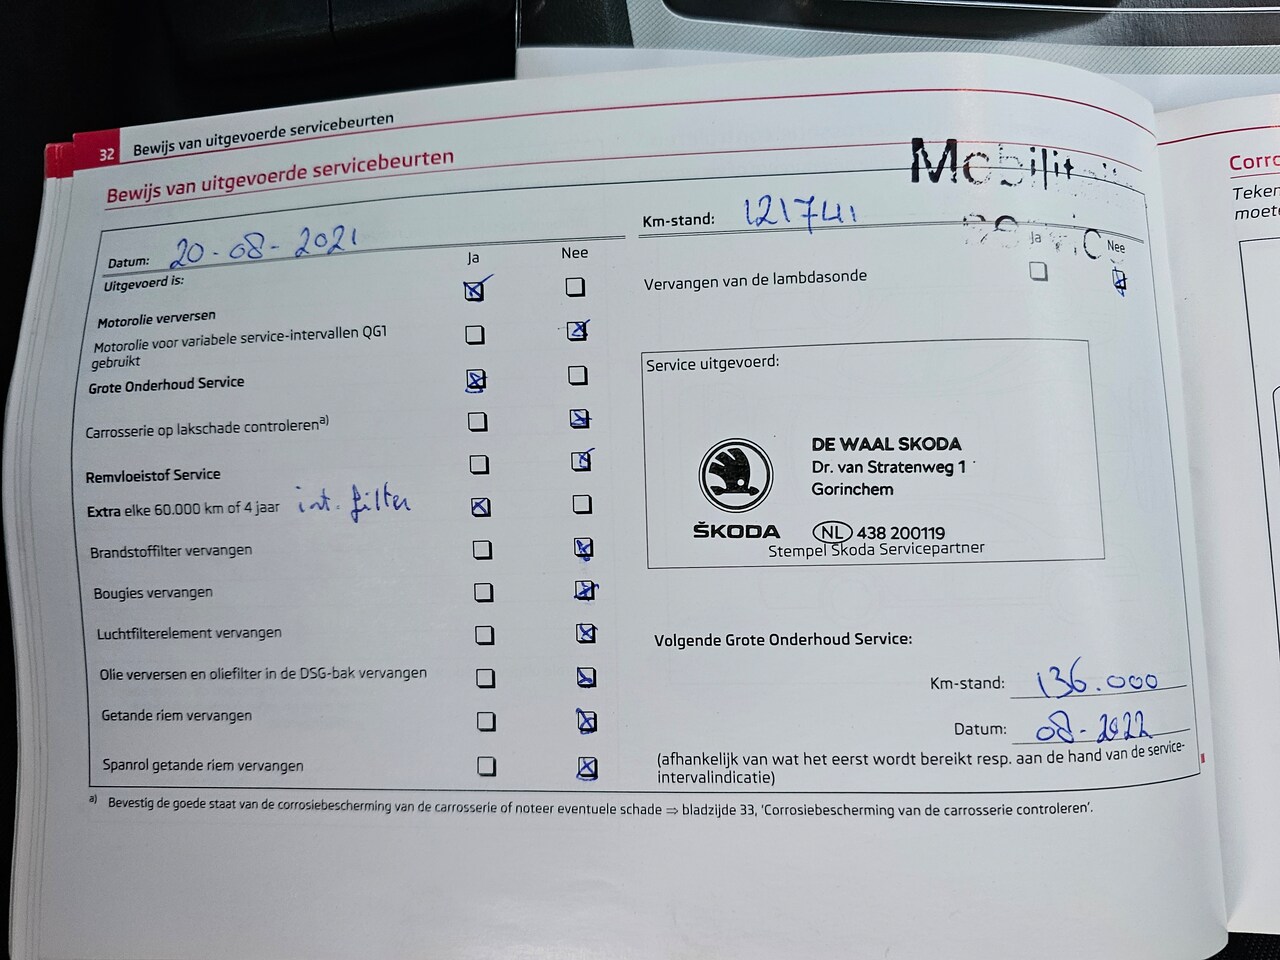 32 Bewijs van uitgevoerde servicebeurten
Bewijs van uitgevoerde servicebeurten
Datum: 20-08-2021
Ja Nee
Uitgevoerd is:
Motorolie verversen
Motorolie voor variabele service-intervallen QG1
gebruikt
Grote Onderhoud Service
Carrosserie op lakschade controleren a)
Remvloeistof Service
Extra elke 60.000 km of 4 jaar int. filter
Brandstoffilter vervangen
Bougies vervangen
Luchtfilterelement vervangen
Olie verversen en oliefilter in de DSG-bak vervangen
Getande riem vervangen
Spanrol getande riem vervangen
Km-stand: 121741
Ja Nee
Vervangen van de lambdasonde
Service uitgevoerd:
DE WAAL SKODA
Dr. van Stratenweg 1
Gorinchem
ŠKODA
NL 438 200119
Stempel Skoda Servicepartner
Volgende Grote Onderhoud Service:
Km-stand: 136.000
Datum: 08-2022
(afhankelijk van wat het eerst wordt bereikt resp. aan de hand van de service-
intervalindicatie)
a) Bevestig de goede staat van de corrosiebescherming van de carrosserie of noteer eventuele schade ⇒ bladzijde 33, 'Corrosiebescherming van de carrosserie controleren'.